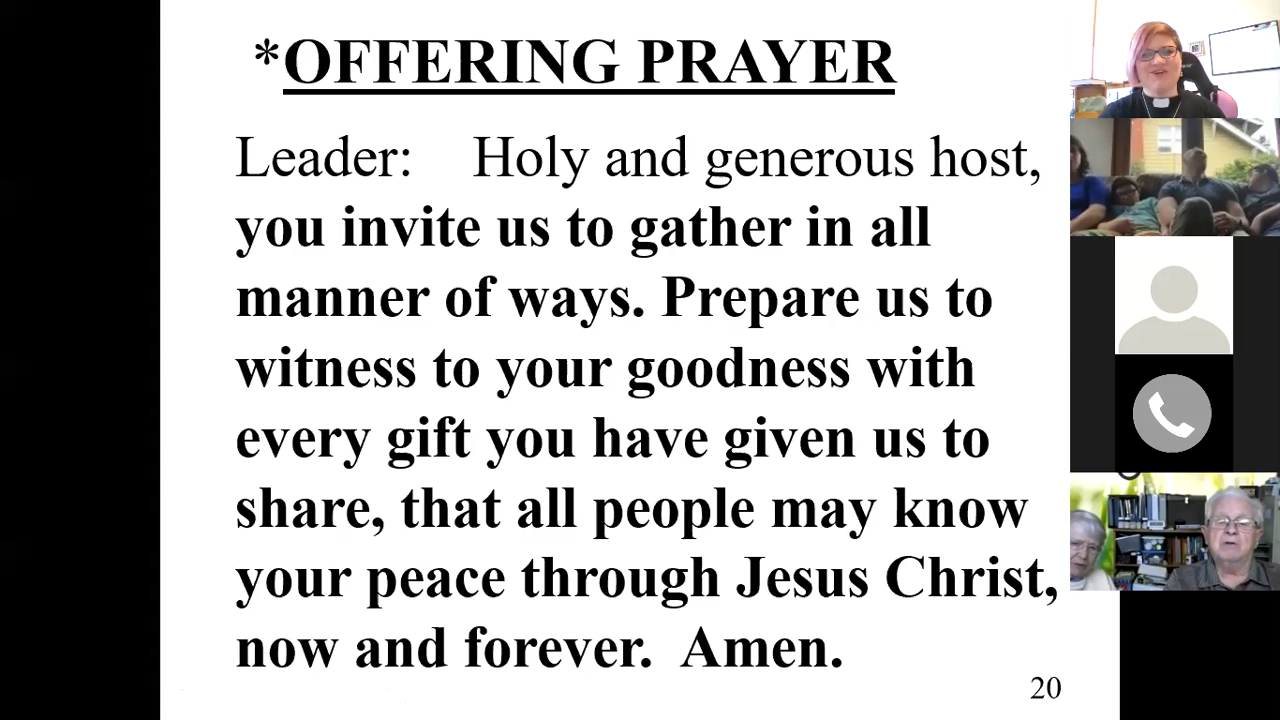 *OFFERING PRAYER
Leader: Holy and generous host,
you invite us to gather in all
manner of ways. Prepare us to
witness to your goodness with
every gift you have given us to
share, that all people may know
your peace through Jesus Christ,
now and forever. Amen.
20